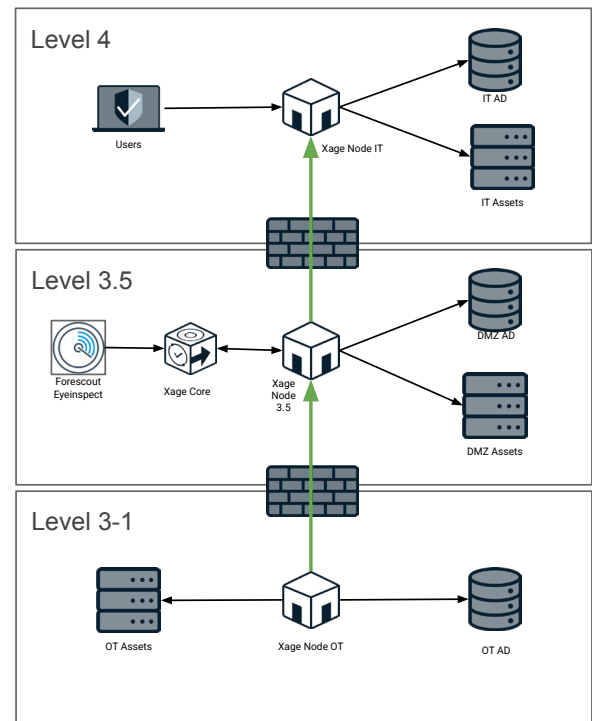 Level 4
IT AD
Users
Xage Node IT
IT Assets
Level 3.5
DMZ AD
Forescout
Eyeinspect
Xage Core
Xage
Node
3.5
DMZ Assets
Level 3-1
OT Assets
Xage Node OT
OT AD